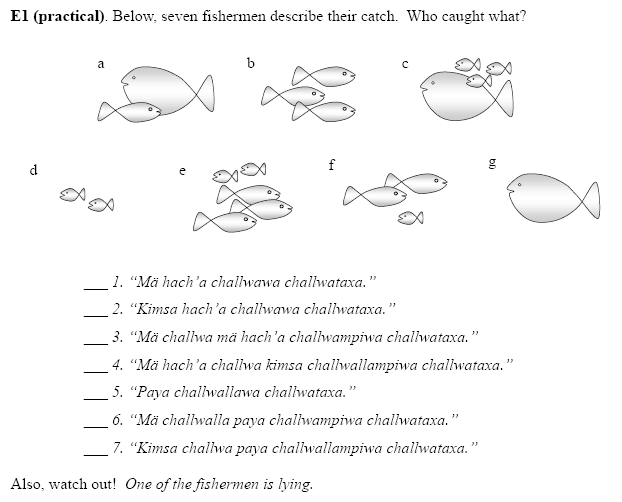 E1 (practical). Below, seven fishermen describe their catch. Who caught what?
a b c
d e f g
___ 1. “Mä hach’a challwawa challwataxa.”
___ 2. “Kimsa hach’a challwawa challwataxa.”
___ 3. “Mä challwa mä hach’a challwampiwa challwataxa.”
___ 4. “Mä hach’a challwa kimsa challwallampiwa challwataxa.”
___ 5. “Paya challwallawa challwataxa.”
___ 6. “Mä challwalla paya challwampiwa challwataxa.”
___ 7. “Kimsa challwa paya challwallampiwa challwataxa.”
Also, watch out! One of the fishermen is lying.